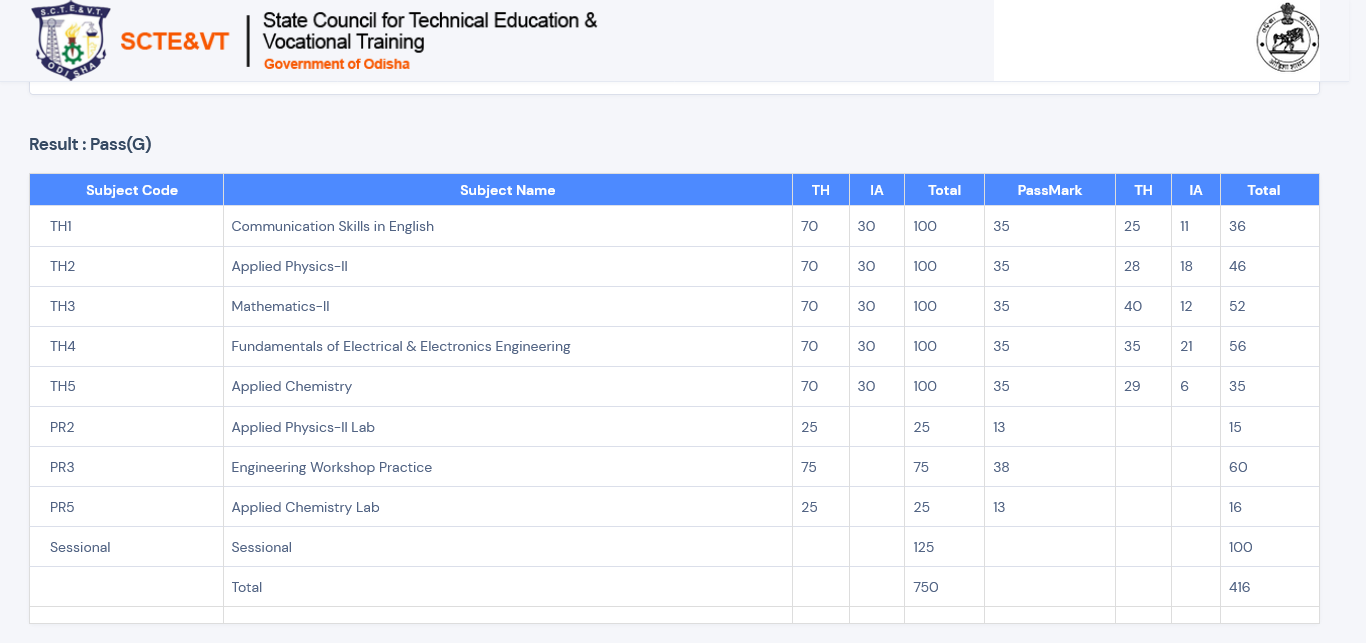 S.C.T.E.&V.T.
ODISHA
SCTE&VT
State Council for Technical Education &
Vocational Training
Government of Odisha
Result : Pass(G)
Subject Code Subject Name TH IA Total PassMark TH IA Total
TH1 Communication Skills in English 70 30 100 35 25 11 36
TH2 Applied Physics-II 70 30 100 35 28 18 46
TH3 Mathematics-II 70 30 100 35 40 12 52
TH4 Fundamentals of Electrical & Electronics Engineering 70 30 100 35 35 21 56
TH5 Applied Chemistry 70 30 100 35 29 6 35
PR2 Applied Physics-II Lab 25 25 13 15
PR3 Engineering Workshop Practice 75 75 38 60
PR5 Applied Chemistry Lab 25 25 13 16
Sessional Sessional 125 100
Total 750 416